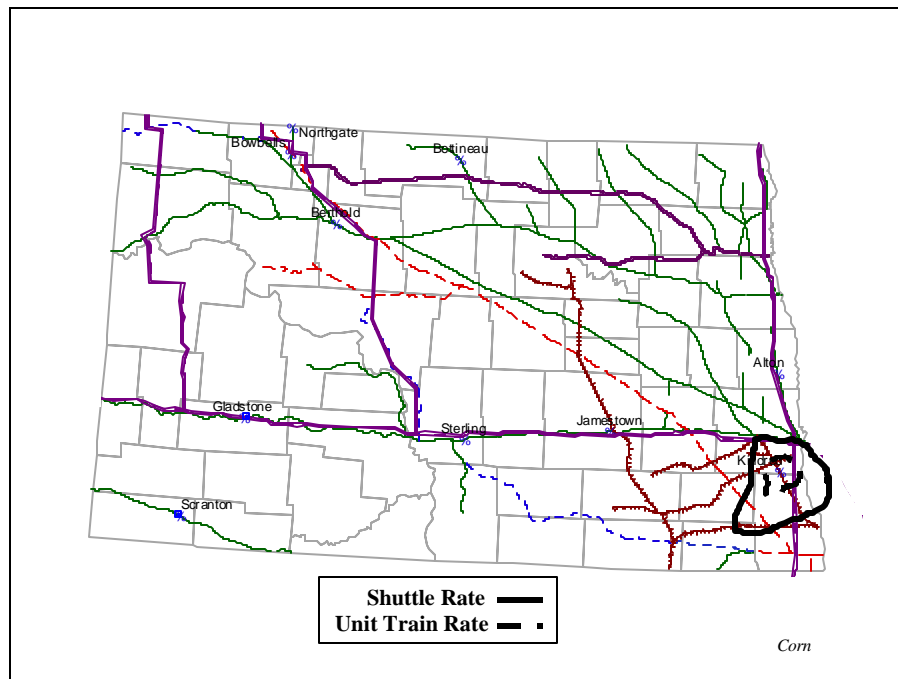 Northgate
Bowbells
Bottineau
Berthold
Alton
Gladstone
Sterling
Jamestown
Scranton
Shuttle Rate
Unit Train Rate
Corn